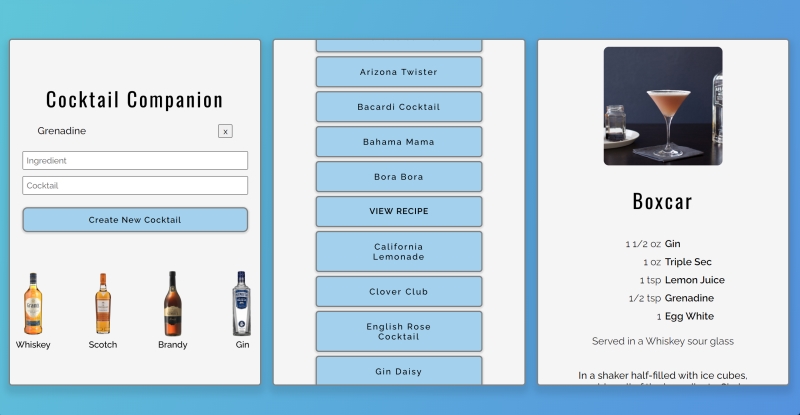 Cocktail Companion
Grenadine
x
Ingredient
Cocktail
Create New Cocktail
Whiskey
Scotch
Brandy
Gin
Arizona Twister
Bacardi Cocktail
Bahama Mama
Bora Bora
VIEW RECIPE
California
Lemonade
Clover Club
English Rose
Cocktail
Gin Daisy
Boxcar
1 1/2 oz Gin
1 oz Triple Sec
1 tsp Lemon Juice
1/2 tsp Grenadine
1 Egg White
Served in a Whiskey sour glass
In a shaker half-filled with ice cubes,